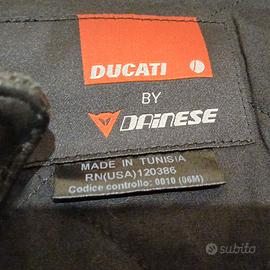 DUCATI
BY
DAINESE
MADE IN TUNISIA
RN(USA)120386
Codice controllo: 0010 (06M)
subito